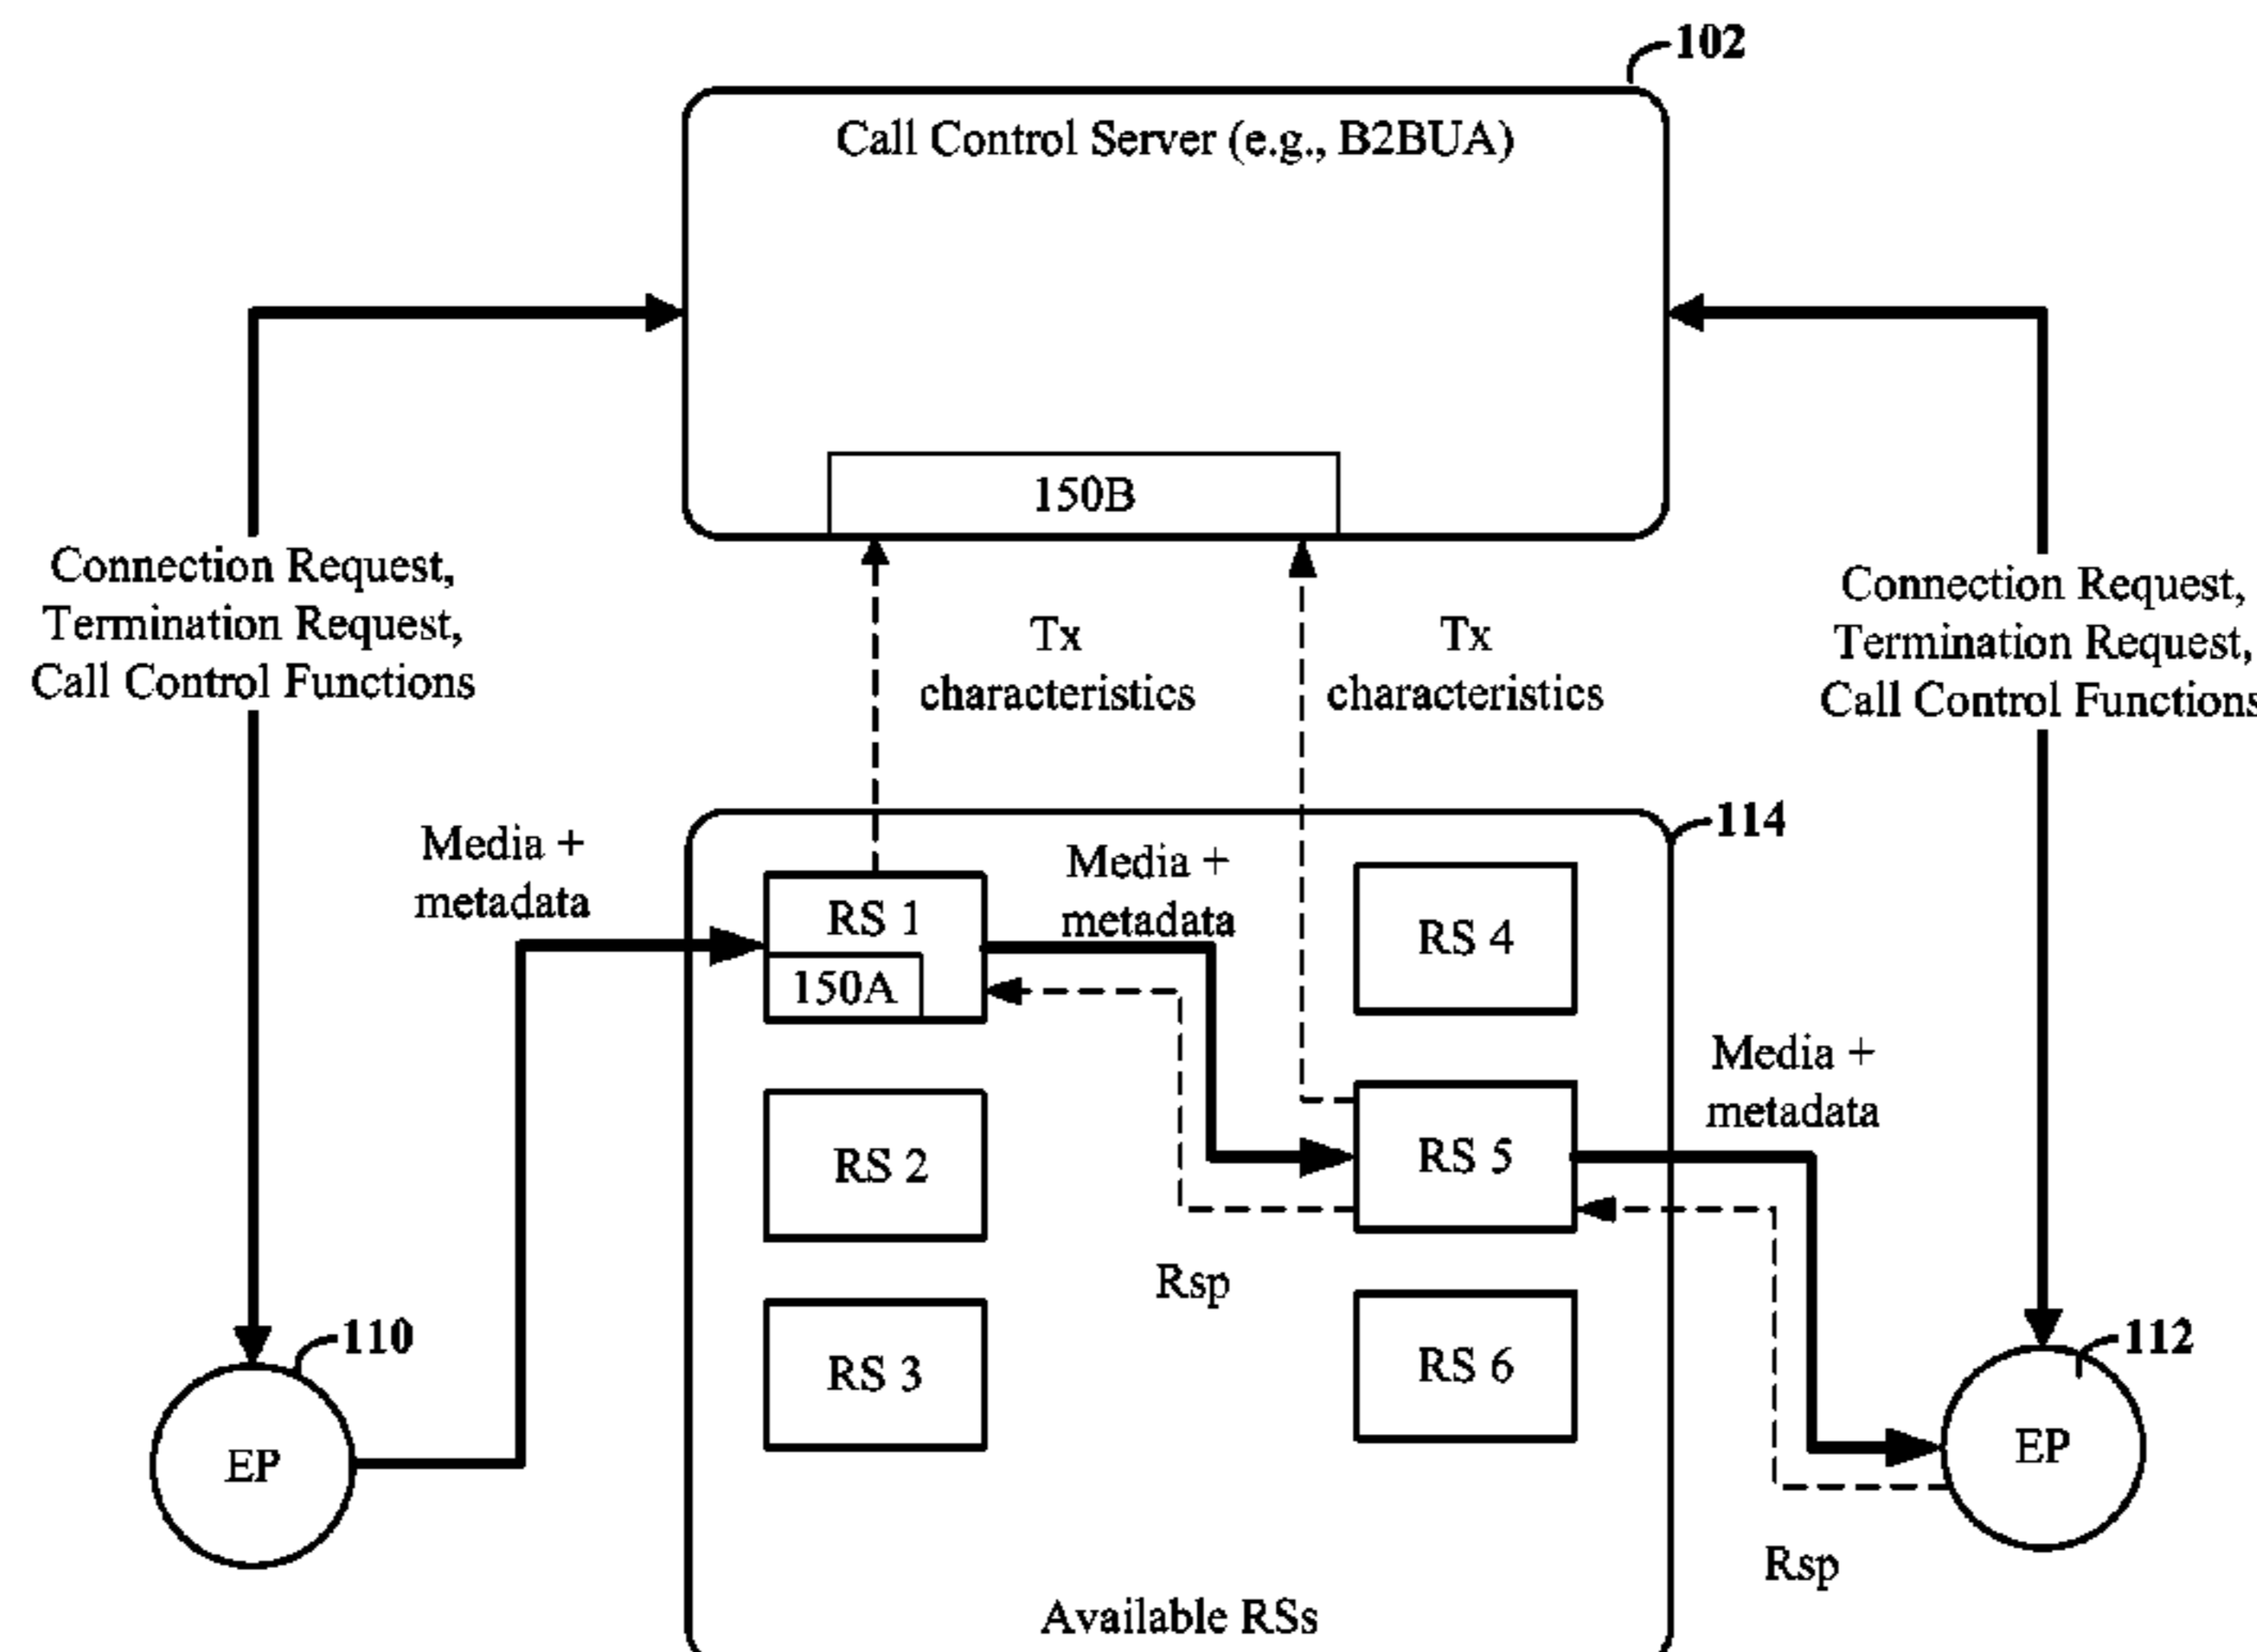 102
Call Control Server (e.g., B2BUA)
150B
Connection Request,
Termination Request,
Call Control Functions
Tx
characteristics
Tx
characteristics
Connection Request,
Termination Request,
Call Control Functions
114
Media +
metadata
Media +
metadata
RS 1
150A
RS 4
Media +
metadata
RS 2
RS 5
Rsp
RS 3
RS 6
110
EP
112
EP
Rsp
Available RSs